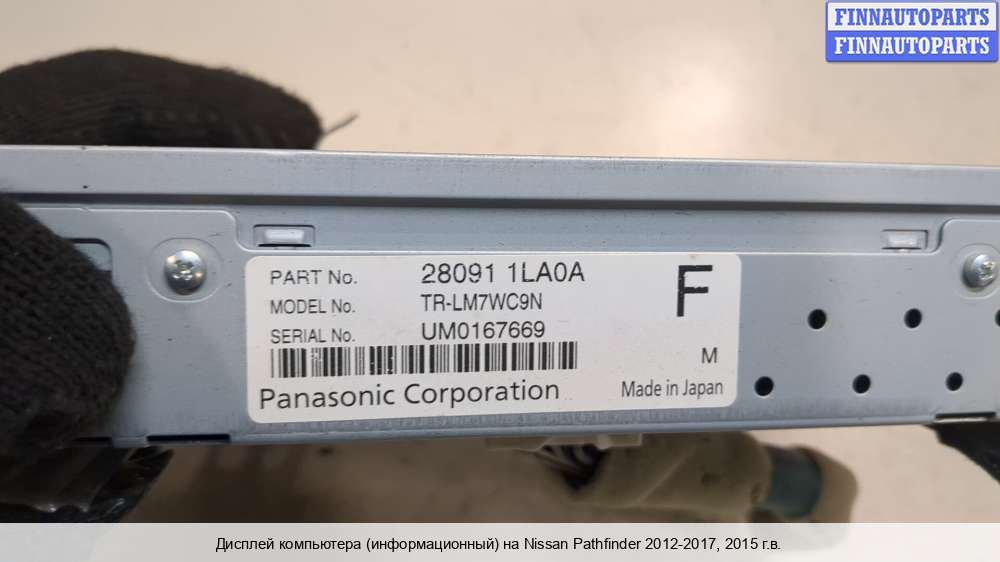 FINNAUTOPARTS
FINNAUTOPARTS
PART No. 28091 1LA0A
MODEL No. TR-LM7WC9N
SERIAL No. UM0167669
F
M
Panasonic Corporation Made in Japan
Дисплей компьютера (информационный) на Nissan Pathfinder 2012-2017, 2015 г.в.